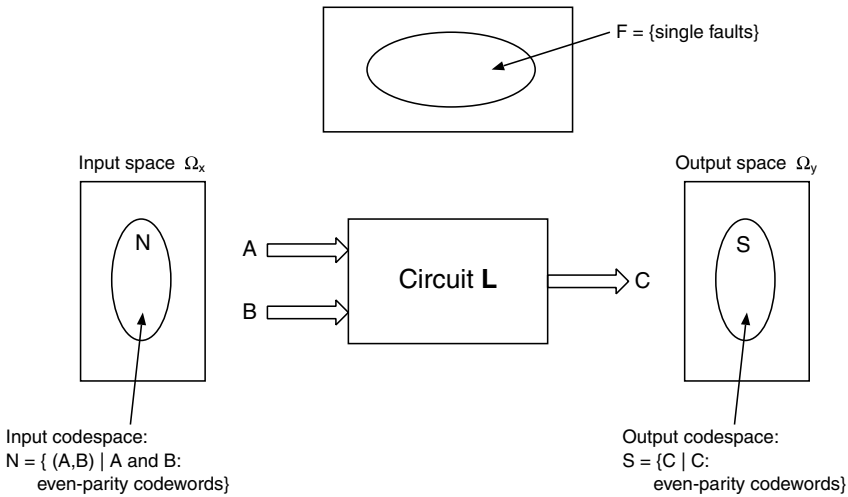 F = {single faults}
Input space Ωx
Output space Ωy
N
S
A
B
Circuit L
C
Input codespace:
N = { (A,B) | A and B:
even-parity codewords}
Output codespace:
S = {C | C:
even-parity codewords}